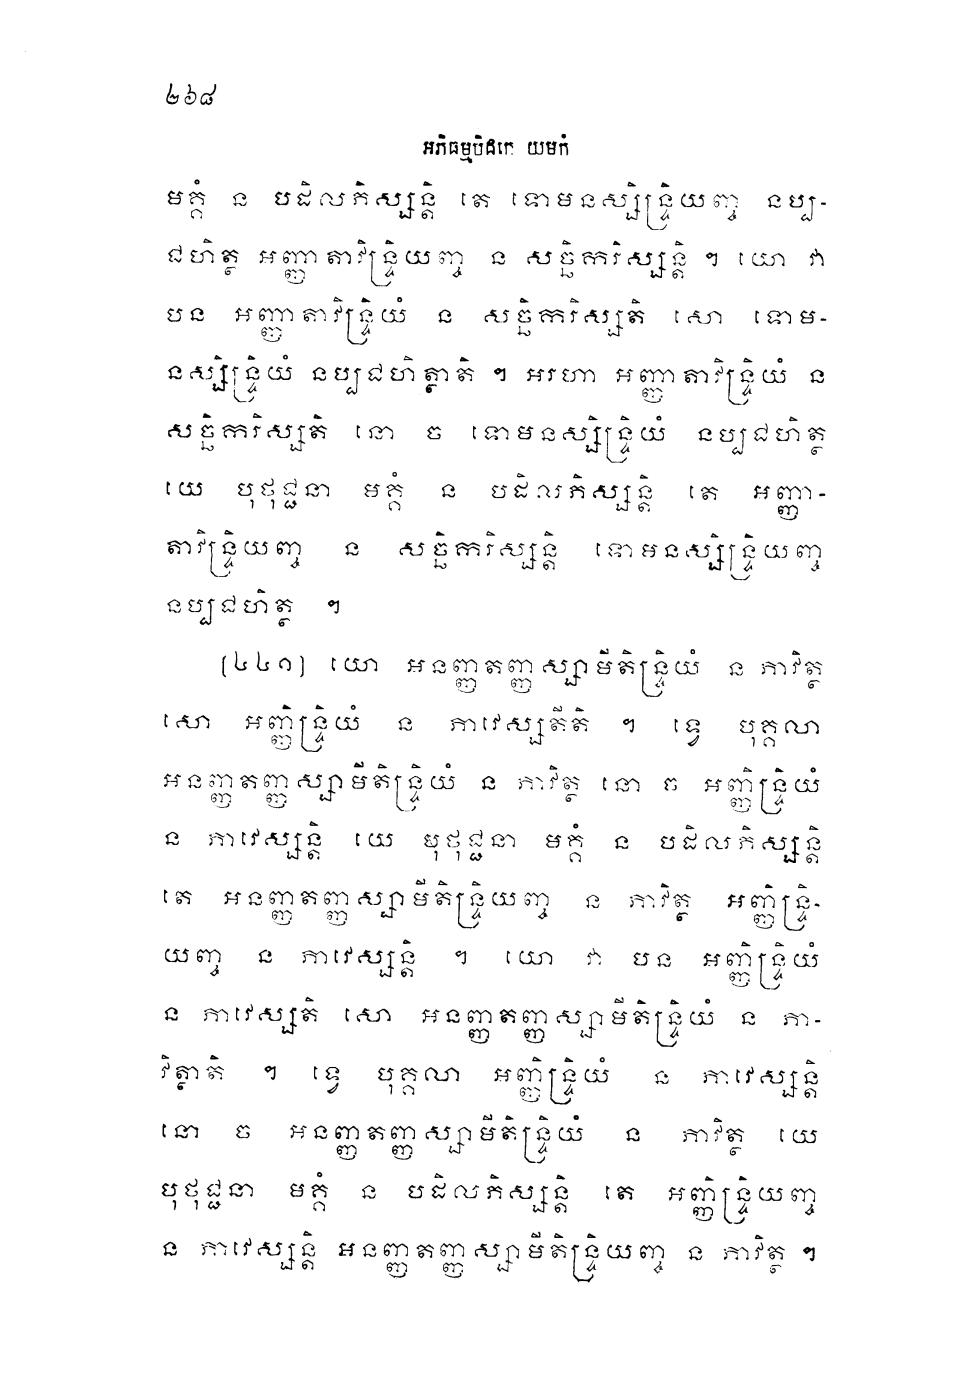 ២៦៨
អភិធម្មបិដកេ យមកំ
មគ្គំ ន បដិលភិស្សន្តិ តេ ទោមនស្សិន្ទ្រិយញ្ច នប្ប-
ជហិត្ថ អញ្ញាតាវិន្ទ្រិយញ្ច ន សច្ឆិករិស្សន្តិ ។ យោ វា
បន អញ្ញាតាវិន្ទ្រិយំ ន សច្ឆិករិស្សតិ សោ ទោម-
នស្សិន្ទ្រិយំ នប្បជហិត្ថាតិ ។ អរហា អញ្ញាតាវិន្ទ្រិយំ ន
សច្ឆិករិស្សតិ នោ ច ទោមនស្សិន្ទ្រិយំ នប្បជហិត្ថ
យេ បុថុជ្ជនា មគ្គំ ន បដិលភិស្សន្តិ តេ អញ្ញា-
តាវិន្ទ្រិយញ្ច ន សច្ឆិករិស្សន្តិ ទោមនស្សិន្ទ្រិយញ្ច
នប្បជហិត្ថ ។
(៤៤១) យោ អនញ្ញតញ្ញស្សាមីតិន្ទ្រិយំ ន ភាវិត្ថ
សោ អញ្ញិន្ទ្រិយំ ន ភាវេស្សតីតិ ។ ទ្វេ បុគ្គលា
អនញ្ញតញ្ញស្សាមីតិន្ទ្រិយំ ន ភាវិត្ថ នោ ច អញ្ញិន្ទ្រិយំ
ន ភាវេស្សន្តិ យេ បុថុជ្ជនា មគ្គំ ន បដិលភិស្សន្តិ
តេ អនញ្ញតញ្ញស្សាមីតិន្ទ្រិយញ្ច ន ភាវិត្ថ អញ្ញិន្ទ្រិ-
យញ្ច ន ភាវេស្សន្តិ ។ យោ វា បន អញ្ញិន្ទ្រិយំ
ន ភាវេស្សតិ សោ អនញ្ញតញ្ញស្សាមីតិន្ទ្រិយំ ន ភា-
វិត្ថាតិ ។ ទ្វេ បុគ្គលា អញ្ញិន្ទ្រិយំ ន ភាវេស្សន្តិ
នោ ច អនញ្ញតញ្ញស្សាមីតិន្ទ្រិយំ ន ភាវិត្ថ យេ
បុថុជ្ជនា មគ្គំ ន បដិលភិស្សន្តិ តេ អញ្ញិន្ទ្រិយញ្ច
ន ភាវេស្សន្តិ អនញ្ញតញ្ញស្សាមីតិន្ទ្រិយញ្ច ន ភាវិត្ថ ។